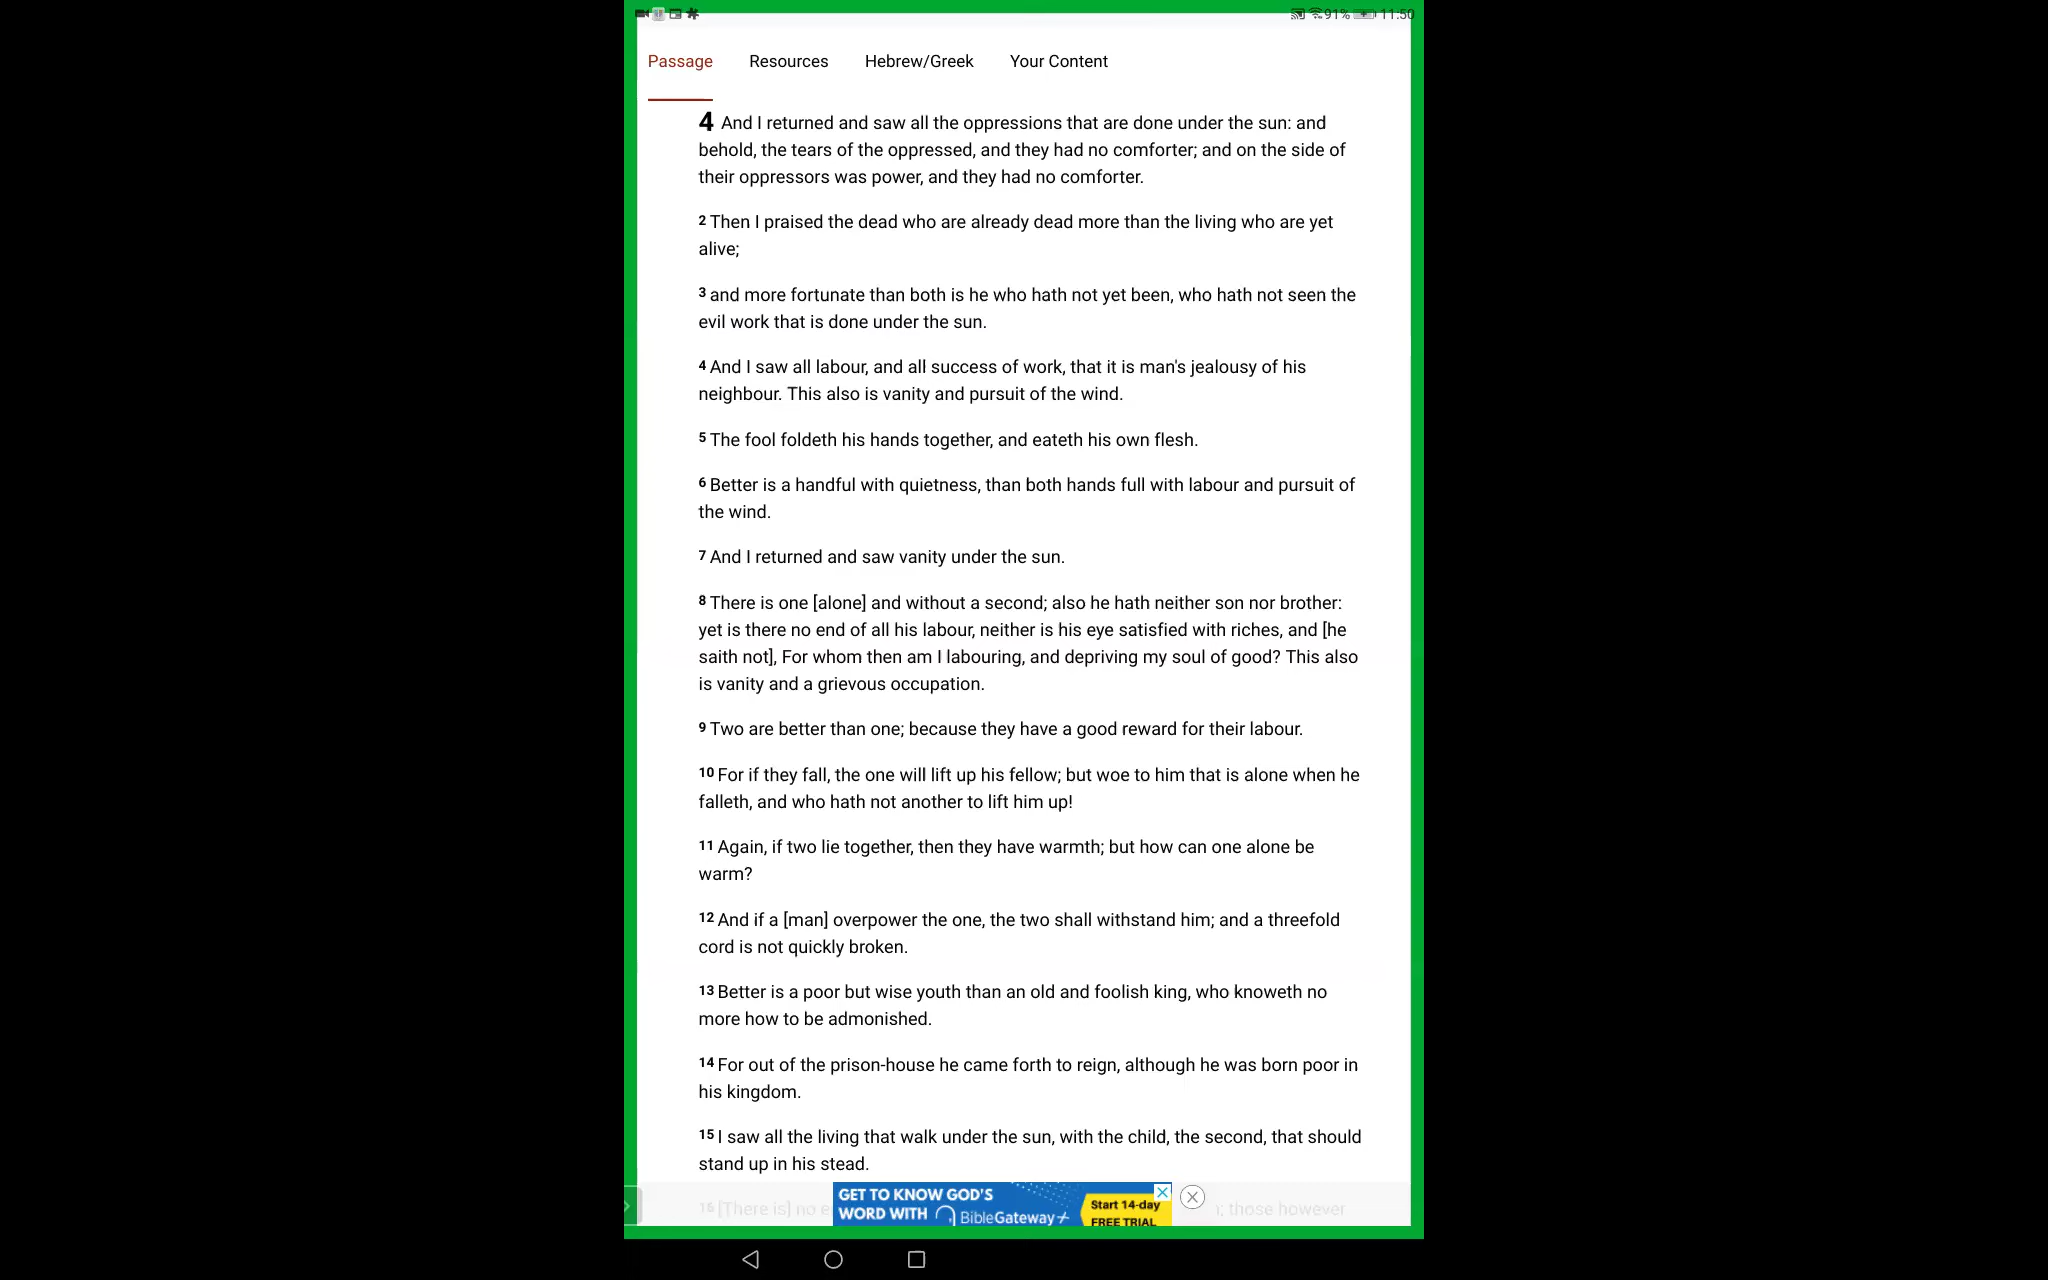 91% 11:50
Passage Resources Hebrew/Greek Your Content
4 And I returned and saw all the oppressions that are done under the sun: and
behold, the tears of the oppressed, and they had no comforter; and on the side of
their oppressors was power, and they had no comforter.
2 Then I praised the dead who are already dead more than the living who are yet
alive;
3 and more fortunate than both is he who hath not yet been, who hath not seen the
evil work that is done under the sun.
4 And I saw all labour, and all success of work, that it is man's jealousy of his
neighbour. This also is vanity and pursuit of the wind.
5 The fool foldeth his hands together, and eateth his own flesh.
6 Better is a handful with quietness, than both hands full with labour and pursuit of
the wind.
7 And I returned and saw vanity under the sun.
8 There is one [alone] and without a second; also he hath neither son nor brother:
yet is there no end of all his labour, neither is his eye satisfied with riches, and [he
saith not], For whom then am I labouring, and depriving my soul of good? This also
is vanity and a grievous occupation.
9 Two are better than one; because they have a good reward for their labour.
10 For if they fall, the one will lift up his fellow; but woe to him that is alone when he
falleth, and who hath not another to lift him up!
11 Again, if two lie together, then they have warmth; but how can one alone be
warm?
12 And if a [man] overpower the one, the two shall withstand him; and a threefold
cord is not quickly broken.
13 Better is a poor but wise youth than an old and foolish king, who knoweth no
more how to be admonished.
14 For out of the prison-house he came forth to reign, although he was born poor in
his kingdom.
15 I saw all the living that walk under the sun, with the child, the second, that should
stand up in his stead.
16 [There is] no e
those however
GET TO KNOW GOD'S
WORD WITH BibleGateway+
Start 14-day
FREE TRIAL